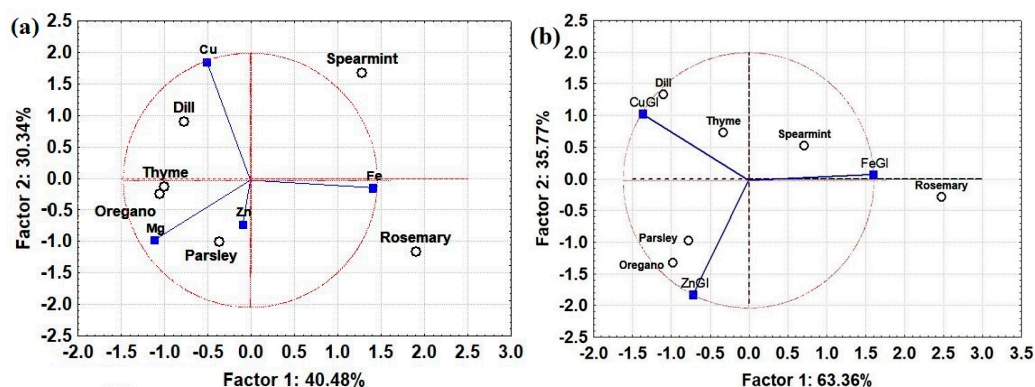 (a)
Factor 2: 30.34%
2.5
2.0
1.5
1.0
0.5
0.0
-0.5
-1.0
-1.5
-2.0
-2.5
Cu
Spearmint
Dill
Thyme
Fe
Oregano
Mg
Zn
Parsley
Rosemary
-2.0 -1.5 -1.0 -0.5 0.0 0.5 1.0 1.5 2.0 2.5 3.0
Factor 1: 40.48%
(b)
Factor 2: 35.77%
2.5
2.0
1.5
1.0
0.5
0.0
-0.5
-1.0
-1.5
-2.0
-2.5
Dill
CuGl
Thyme
Spearmint
FeGl
Rosemary
Parsley
Oregano
ZnGl
-2.0 -1.5 -1.0 -0.5 0.0 0.5 1.0 1.5 2.0 2.5 3.0 3.5
Factor 1: 63.36%